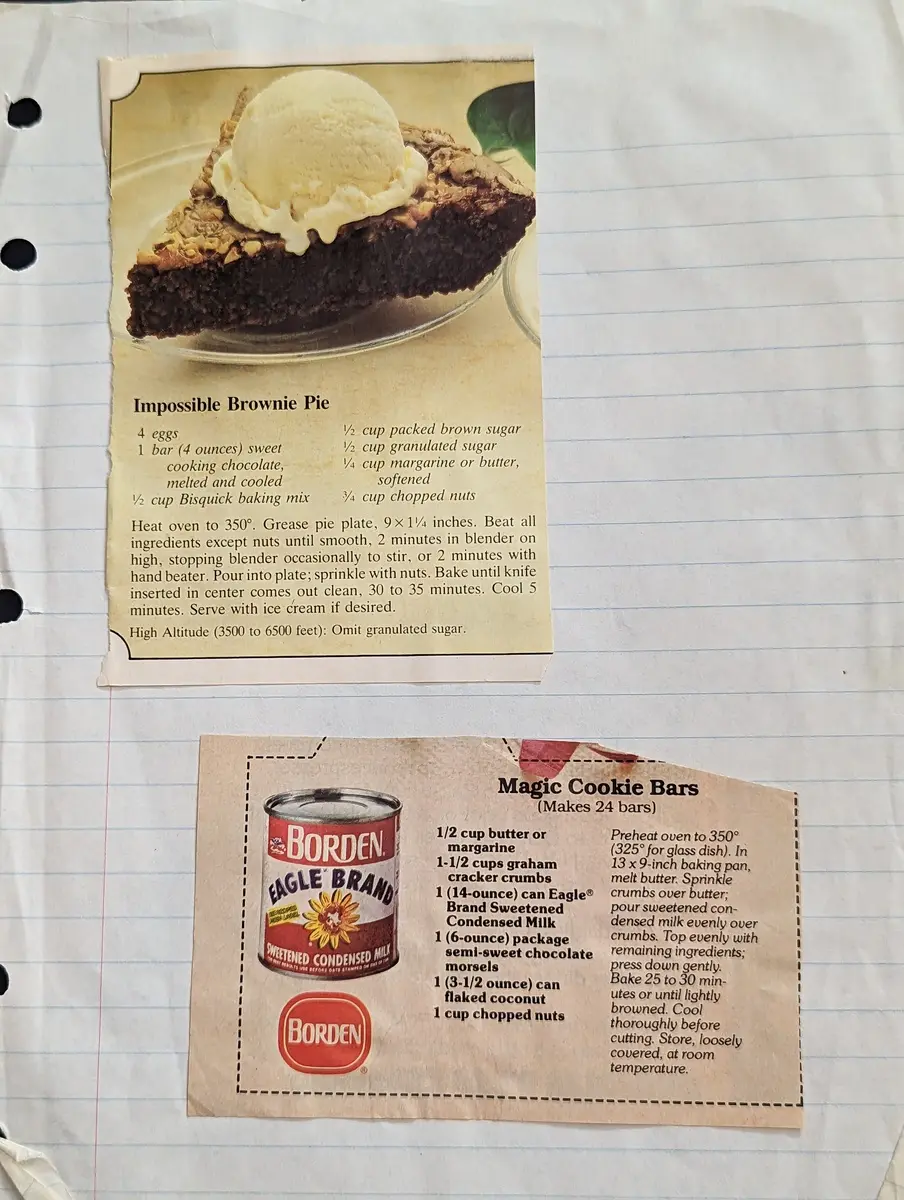 Impossible Brownie Pie
4 eggs
1 bar (4 ounces) sweet
cooking chocolate,
melted and cooled
½ cup Bisquick baking mix
½ cup packed brown sugar
½ cup granulated sugar
¼ cup margarine or butter,
softened
¾ cup chopped nuts
Heat oven to 350°. Grease pie plate, 9×1¼ inches. Beat all
ingredients except nuts until smooth, 2 minutes in blender on
high, stopping blender occasionally to stir, or 2 minutes with
hand beater. Pour into plate; sprinkle with nuts. Bake until knife
inserted in center comes out clean, 30 to 35 minutes. Cool 5
minutes. Serve with ice cream if desired.
High Altitude (3500 to 6500 feet): Omit granulated sugar.
BORDEN
EAGLE BRAND
SWEETENED CONDENSED MILK
BORDEN®
Magic Cookie Bars
(Makes 24 bars)
1/2 cup butter or
margarine
1-1/2 cups graham
cracker crumbs
1 (14-ounce) can Eagle®
Brand Sweetened
Condensed Milk
1 (6-ounce) package
semi-sweet chocolate
morsels
1 (3-1/2 ounce) can
flaked coconut
1 cup chopped nuts
Preheat oven to 350°
(325° for glass dish). In
13 x 9-inch baking pan,
melt butter. Sprinkle
crumbs over butter;
pour sweetened con-
densed milk evenly over
crumbs. Top evenly with
remaining ingredients;
press down gently.
Bake 25 to 30 min-
utes or until lightly
browned. Cool
thoroughly before
cutting. Store, loosely
covered, at room
temperature.